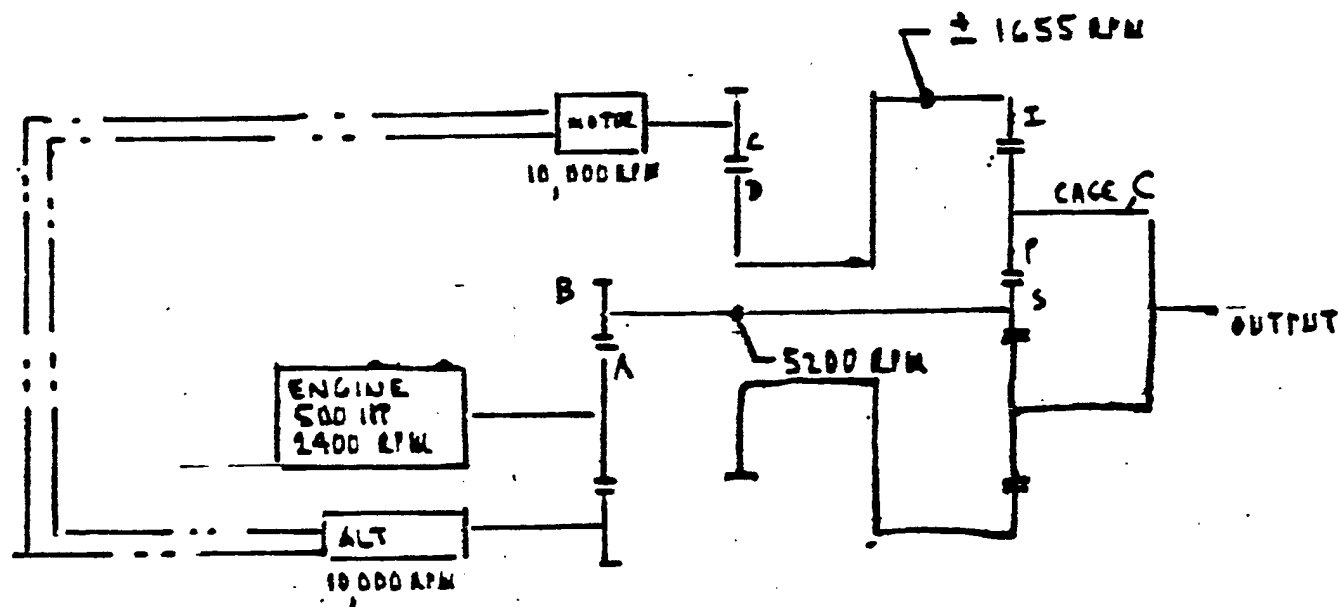 ± 1655 RPM
MOTOR
10,000 RPM
C
D
I
CAGE, C
P
S
B
A
5200 RPM
OUTPUT
ENGINE
500 HP
2400 RPM
ALT
10,000 RPM